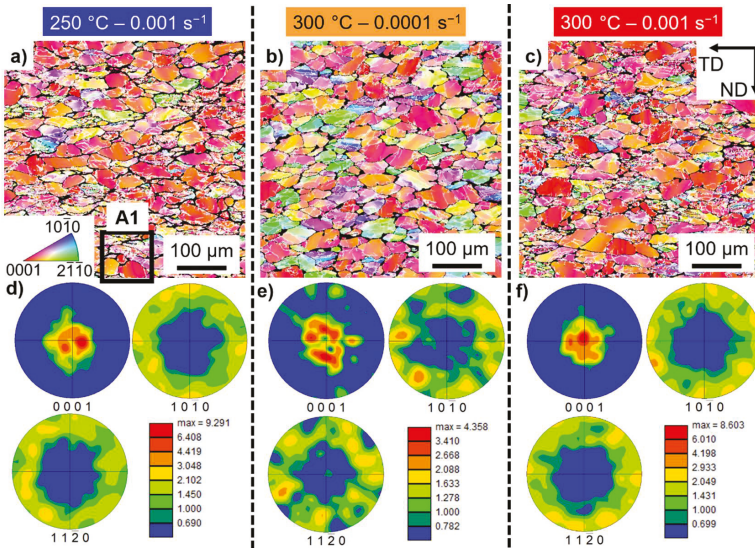 250 °C – 0.001 s⁻¹
300 °C – 0.0001 s⁻¹
300 °C – 0.001 s⁻¹
a)
b)
c)
TD
ND
A1
101̄0
0001
21̄1̄0
100 µm
100 µm
100 µm
d)
e)
f)
0 0 0 1
1 0 1 0
0 0 0 1
1 0 1 0
0 0 0 1
1 0 1 0
max = 9.291
6.408
4.419
3.048
2.102
1.450
1.000
0.690
max = 4.358
3.410
2.668
2.088
1.633
1.278
1.000
0.782
max = 8.603
6.010
4.198
2.933
2.049
1.431
1.000
0.699
1 1 2 0
1 1 2 0
1 1 2 0